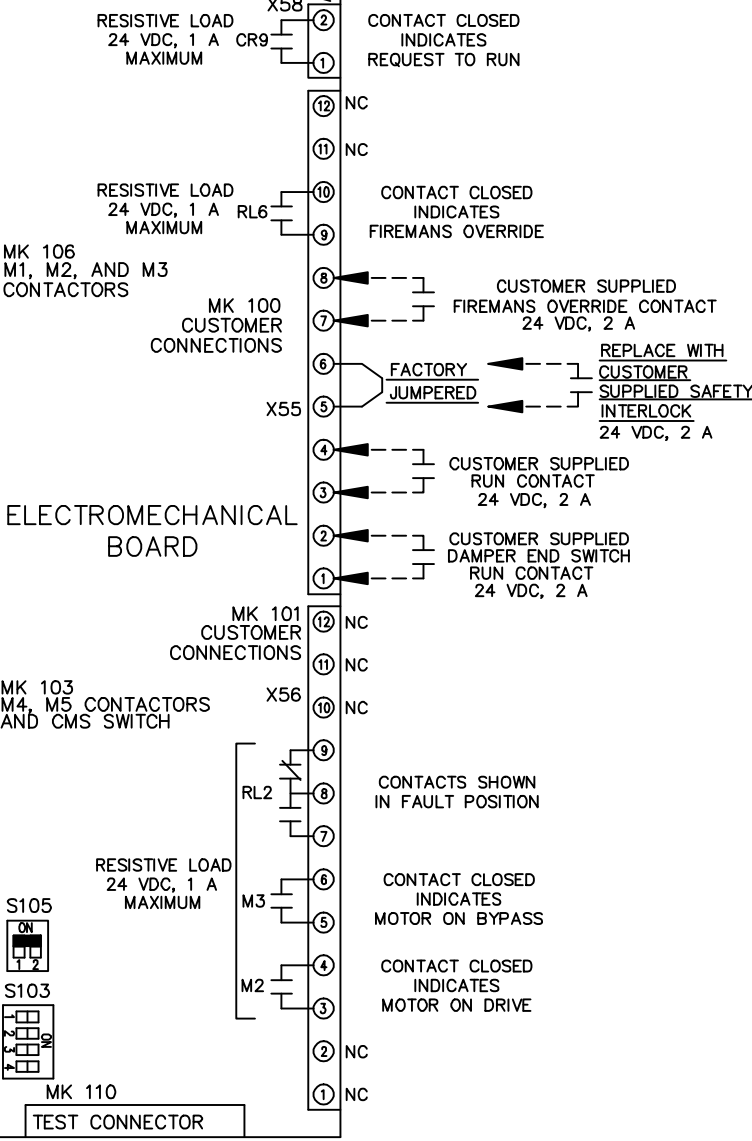 X58
RESISTIVE LOAD
24 VDC, 1 A
MAXIMUM
CR9
2
1
CONTACT CLOSED
INDICATES
REQUEST TO RUN
12 NC
11 NC
RESISTIVE LOAD
24 VDC, 1 A
MAXIMUM
RL6
10
9
CONTACT CLOSED
INDICATES
FIREMANS OVERRIDE
MK 106
M1, M2, AND M3
CONTACTORS
8
7
CUSTOMER SUPPLIED
FIREMANS OVERRIDE CONTACT
24 VDC, 2 A
MK 100
CUSTOMER
CONNECTIONS
6
5
FACTORY
JUMPERED
REPLACE WITH
CUSTOMER
SUPPLIED SAFETY
INTERLOCK
24 VDC, 2 A
X55
4
3
CUSTOMER SUPPLIED
RUN CONTACT
24 VDC, 2 A
ELECTROMECHANICAL
BOARD
2
1
CUSTOMER SUPPLIED
DAMPER END SWITCH
RUN CONTACT
24 VDC, 2 A
MK 101
CUSTOMER
CONNECTIONS
12 NC
11
X56
10 NC
MK 103
M4, M5 CONTACTORS
AND CMS SWITCH
9
RL2
8
7
CONTACTS SHOWN
IN FAULT POSITION
RESISTIVE LOAD
24 VDC, 1 A
MAXIMUM
M3
6
5
CONTACT CLOSED
INDICATES
MOTOR ON BYPASS
M2
4
3
CONTACT CLOSED
INDICATES
MOTOR ON DRIVE
S105
ON
1 2
S103
1
2
3
4
ON
2 NC
1 NC
MK 110
TEST CONNECTOR